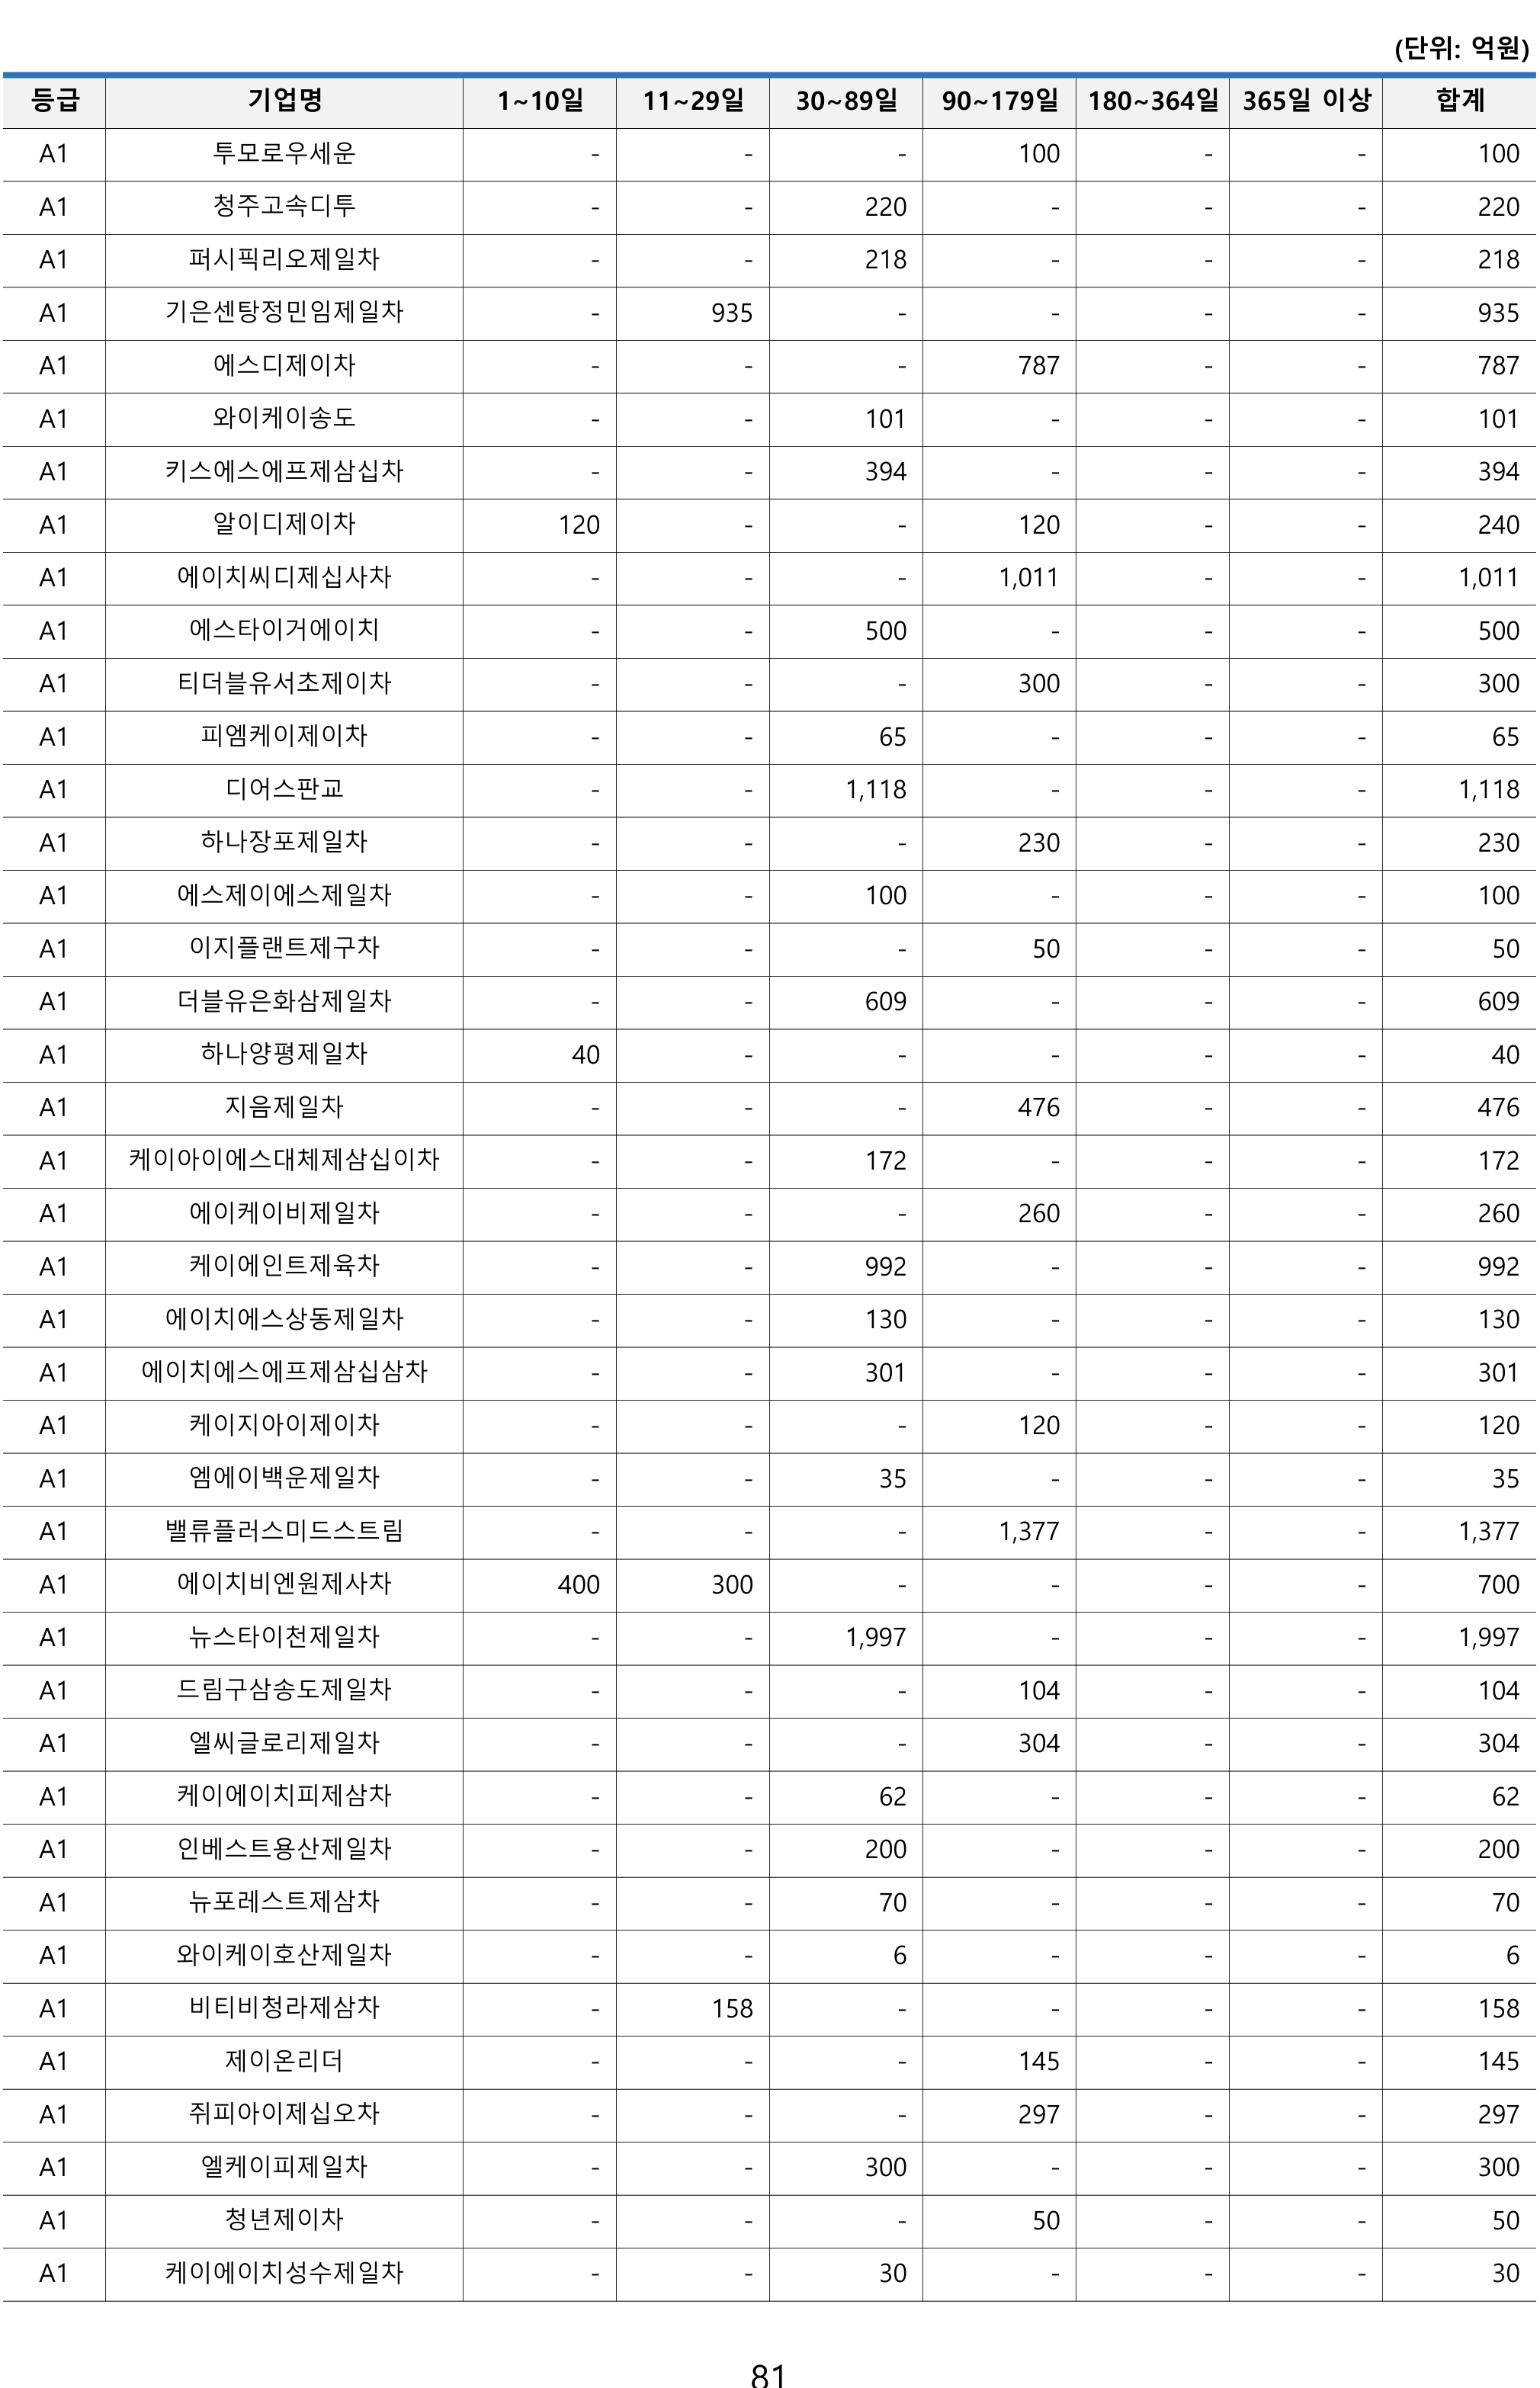 (단위: 억원)
등급 기업명 1~10일 11~29일 30~89일 90~179일 180~364일 365일 이상 합계
A1 투모로우세운 - - - 100 - - 100
A1 청주고속디투 - - 220 - - - 220
A1 퍼시픽리오제일차 - - 218 - - - 218
A1 기은센탕정민임제일차 - 935 - - - - 935
A1 에스디제이차 - - - 787 - - 787
A1 와이케이송도 - - 101 - - - 101
A1 키스에스에프제삼십차 - - 394 - - - 394
A1 알이디제이차 120 - - 120 - - 240
A1 에이치씨디제십사차 - - - 1,011 - - 1,011
A1 에스타이거에이치 - - 500 - - - 500
A1 티더블유서초제이차 - - - 300 - - 300
A1 피엠케이제이차 - - 65 - - - 65
A1 디어스판교 - - 1,118 - - - 1,118
A1 하나장포제일차 - - - 230 - - 230
A1 에스제이에스제일차 - - 100 - - - 100
A1 이지플랜트제구차 - - - 50 - - 50
A1 더블유은화삼제일차 - - 609 - - - 609
A1 하나양평제일차 40 - - - - - 40
A1 지음제일차 - - - 476 - - 476
A1 케이아이에스대체제삼십이차 - - 172 - - - 172
A1 에이케이비제일차 - - - 260 - - 260
A1 케이에인트제육차 - - 992 - - - 992
A1 에이치에스상동제일차 - - 130 - - - 130
A1 에이치에스에프제삼십삼차 - - 301 - - - 301
A1 케이지아이제이차 - - - 120 - - 120
A1 엠에이백운제일차 - - 35 - - - 35
A1 밸류플러스미드스트림 - - - 1,377 - - 1,377
A1 에이치비엔원제사차 400 300 - - - - 700
A1 뉴스타이천제일차 - - 1,997 - - - 1,997
A1 드림구삼송도제일차 - - - 104 - - 104
A1 엘씨글로리제일차 - - - 304 - - 304
A1 케이에이치피제삼차 - - 62 - - - 62
A1 인베스트용산제일차 - - 200 - - - 200
A1 뉴포레스트제삼차 - - 70 - - - 70
A1 와이케이호산제일차 - - 6 - - - 6
A1 비티비청라제삼차 - 158 - - - - 158
A1 제이온리더 - - - 145 - - 145
A1 쥐피아이제십오차 - - - 297 - - 297
A1 엘케이피제일차 - - 300 - - - 300
A1 청년제이차 - - - 50 - - 50
A1 케이에이치성수제일차 - - 30 - - - 30
81